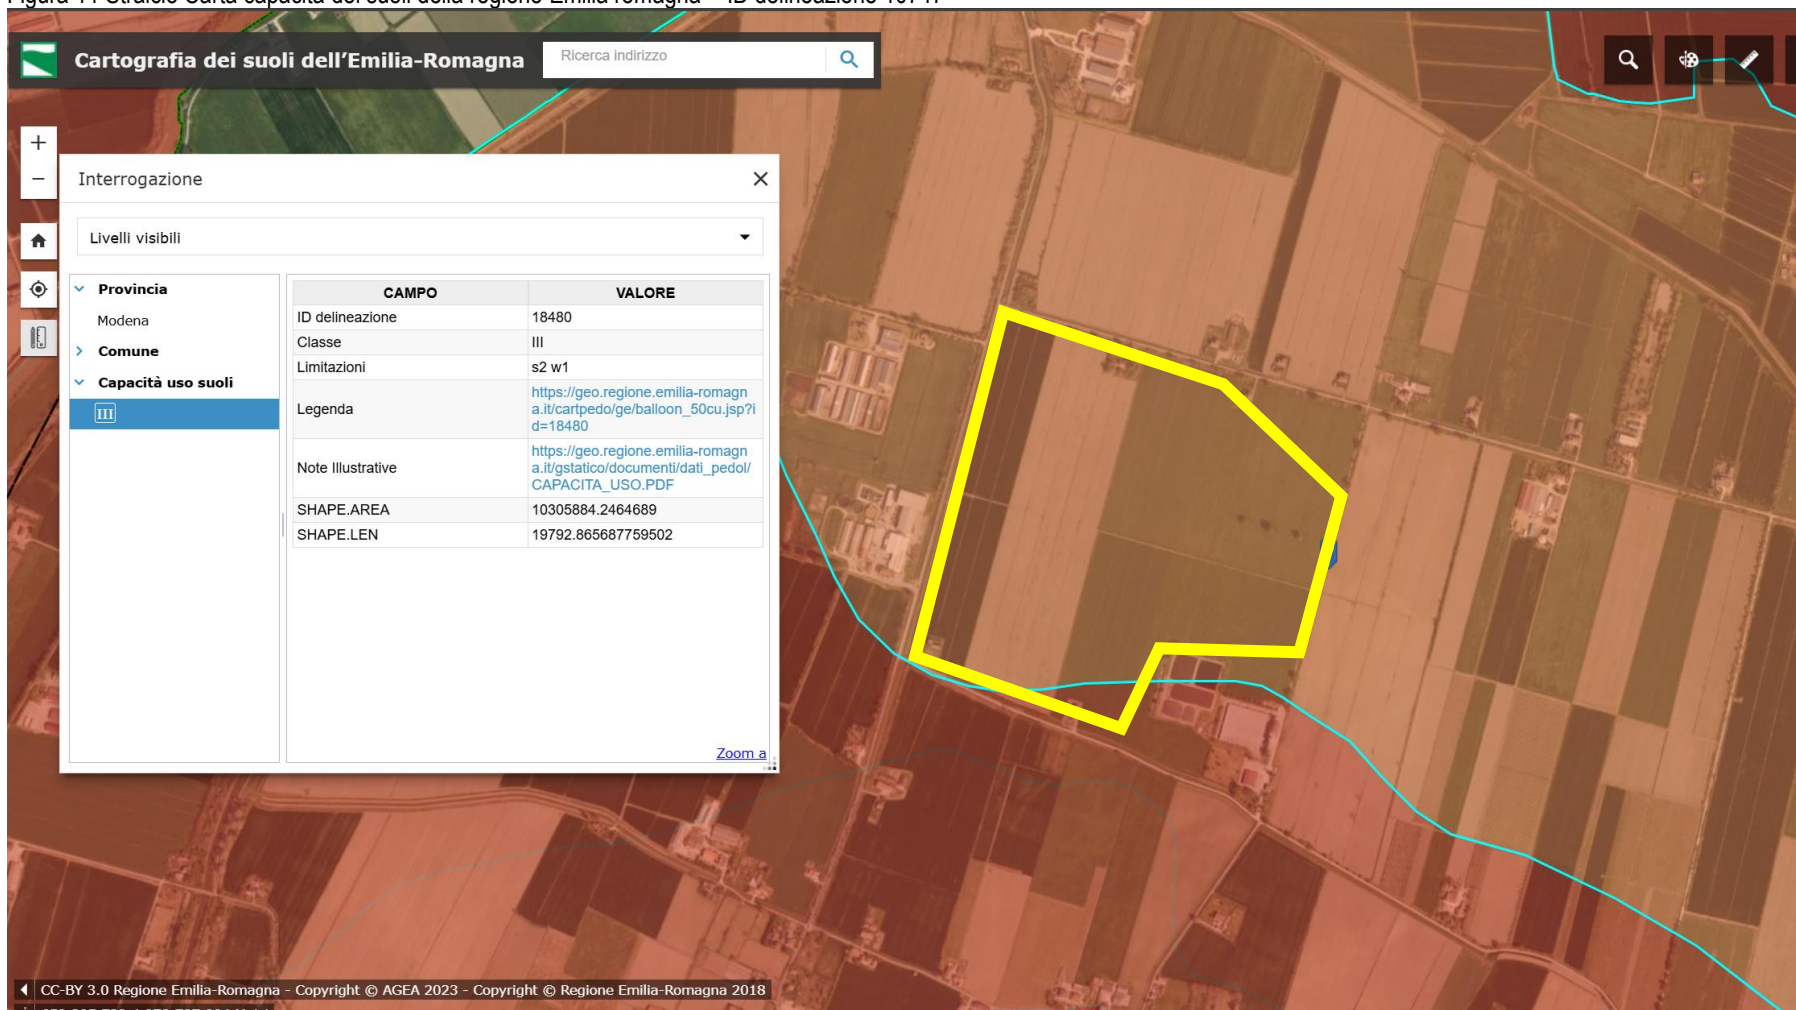 Cartografia dei suoli dell'Emilia-Romagna
Ricerca indirizzo
+
−
Interrogazione
Livelli visibili
Provincia
Modena
Comune
Capacità uso suoli
III
CAMPO VALORE
ID delineazione 18480
Classe III
Limitazioni s2 w1
Legenda https://geo.regione.emilia-romagn
a.it/cartpedo/ge/balloon_50cu.jsp?i
d=18480
Note Illustrative https://geo.regione.emilia-romagn
a.it/gstatico/documenti/dati_pedol/
CAPACITA_USO.PDF
SHAPE.AREA 10305884.2464689
SHAPE.LEN 19792.865687759502
Zoom a
CC-BY 3.0 Regione Emilia-Romagna - Copyright © AGEA 2023 - Copyright © Regione Emilia-Romagna 2018